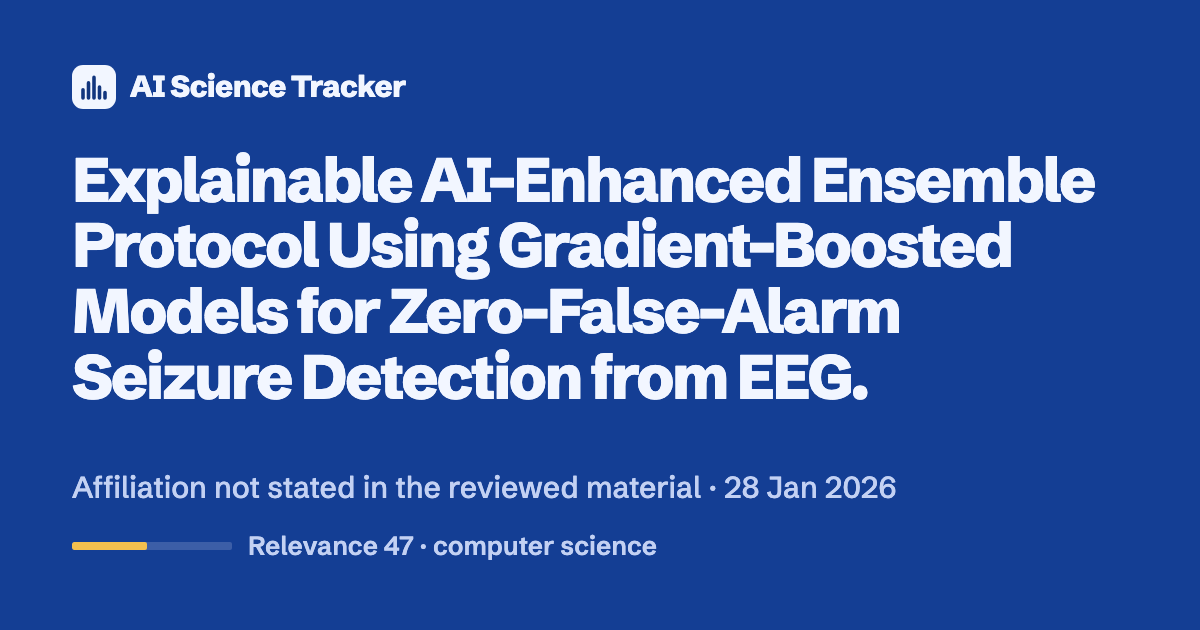 AI Science Tracker
Explainable AI-Enhanced Ensemble
Protocol Using Gradient-Boosted
Models for Zero-False-Alarm
Seizure Detection from EEG.
Affiliation not stated in the reviewed material · 28 Jan 2026
Relevance 47 · computer science